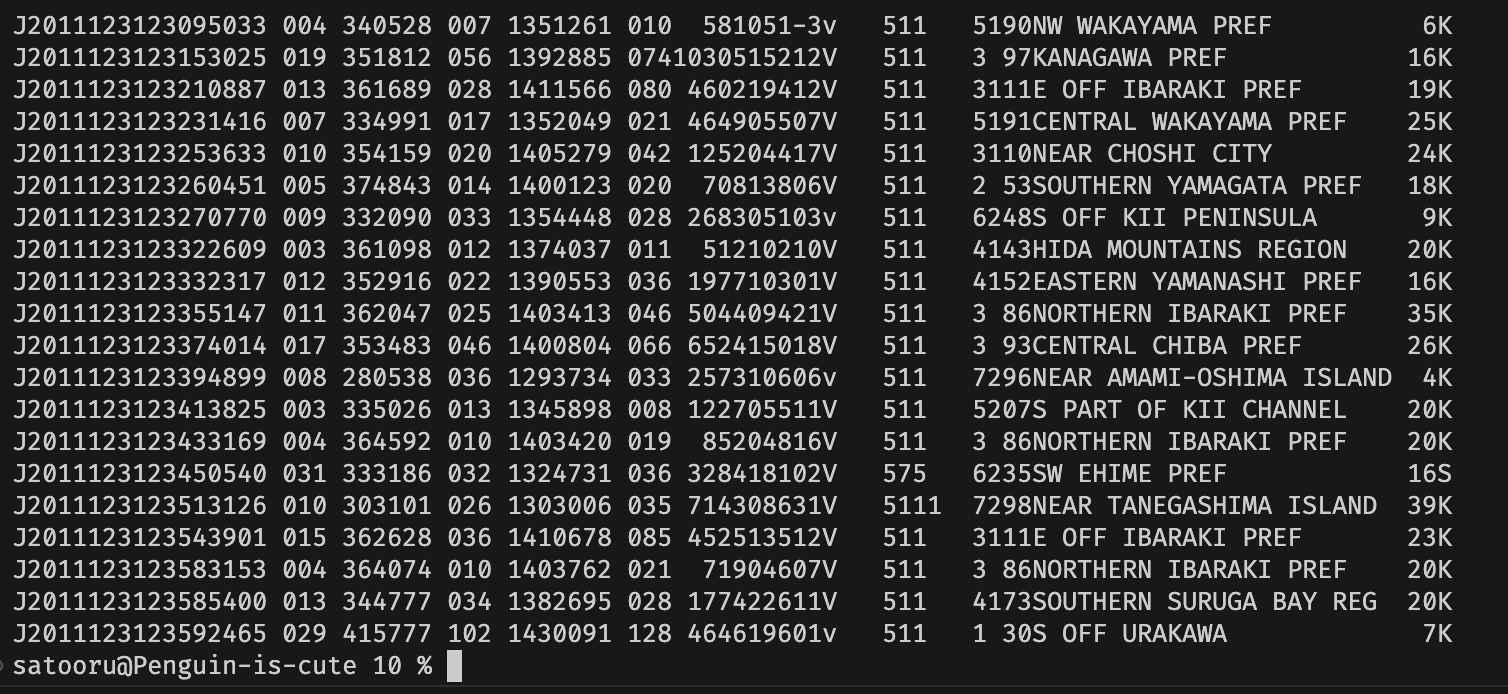 J2011123123095033 004 340528 007 1351261 010  581051-3v   511   5190NW WAKAYAMA PREF          6K
J2011123123153025 019 351812 056 1392885 0741030515212V   511   3 97KANAGAWA PREF            16K
J2011123123210887 013 361689 028 1411566 080 460219412V   511   3111E OFF IBARAKI PREF       19K
J2011123123231416 007 334991 017 1352049 021 464905507V   511   5191CENTRAL WAKAYAMA PREF    25K
J2011123123253633 010 354159 020 1405279 042 125204417V   511   3110NEAR CHOSHI CITY         24K
J2011123123260451 005 374843 014 1400123 020  70813806V   511   2 53SOUTHERN YAMAGATA PREF   18K
J2011123123270770 009 332090 033 1354448 028 268305103v   511   6248S OFF KII PENINSULA       9K
J2011123123322609 003 361098 012 1374037 011  51210210V   511   4143HIDA MOUNTAINS REGION    20K
J2011123123332317 012 352916 022 1390553 036 197710301V   511   4152EASTERN YAMANASHI PREF   16K
J2011123123355147 011 362047 025 1403413 046 504409421V   511   3 86NORTHERN IBARAKI PREF    35K
J2011123123374014 017 353483 046 1400804 066 652415018V   511   3 93CENTRAL CHIBA PREF       26K
J2011123123394899 008 280538 036 1293734 033 257310606v   511   7296NEAR AMAMI-OSHIMA ISLAND  4K
J2011123123413825 003 335026 013 1345898 008 122705511V   511   5207S PART OF KII CHANNEL    20K
J2011123123433169 004 364592 010 1403420 019  85204816V   511   3 86NORTHERN IBARAKI PREF    20K
J2011123123450540 031 333186 032 1324731 036 328418102V   575   6235SW EHIME PREF            16S
J2011123123513126 010 303101 026 1303006 035 714308631V   5111  7298NEAR TANEGASHIMA ISLAND  39K
J2011123123543901 015 362628 036 1410678 085 452513512V   511   3111E OFF IBARAKI PREF       23K
J2011123123583153 004 364074 010 1403762 021  71904607V   511   3 86NORTHERN IBARAKI PREF    20K
J2011123123585400 013 344777 034 1382695 028 177422611V   511   4173SOUTHERN SURUGA BAY REG  20K
J2011123123592465 029 415777 102 1430091 128 464619601v   511   1 30S OFF URAKAWA             7K
satooru@Penguin-is-cute 10 %